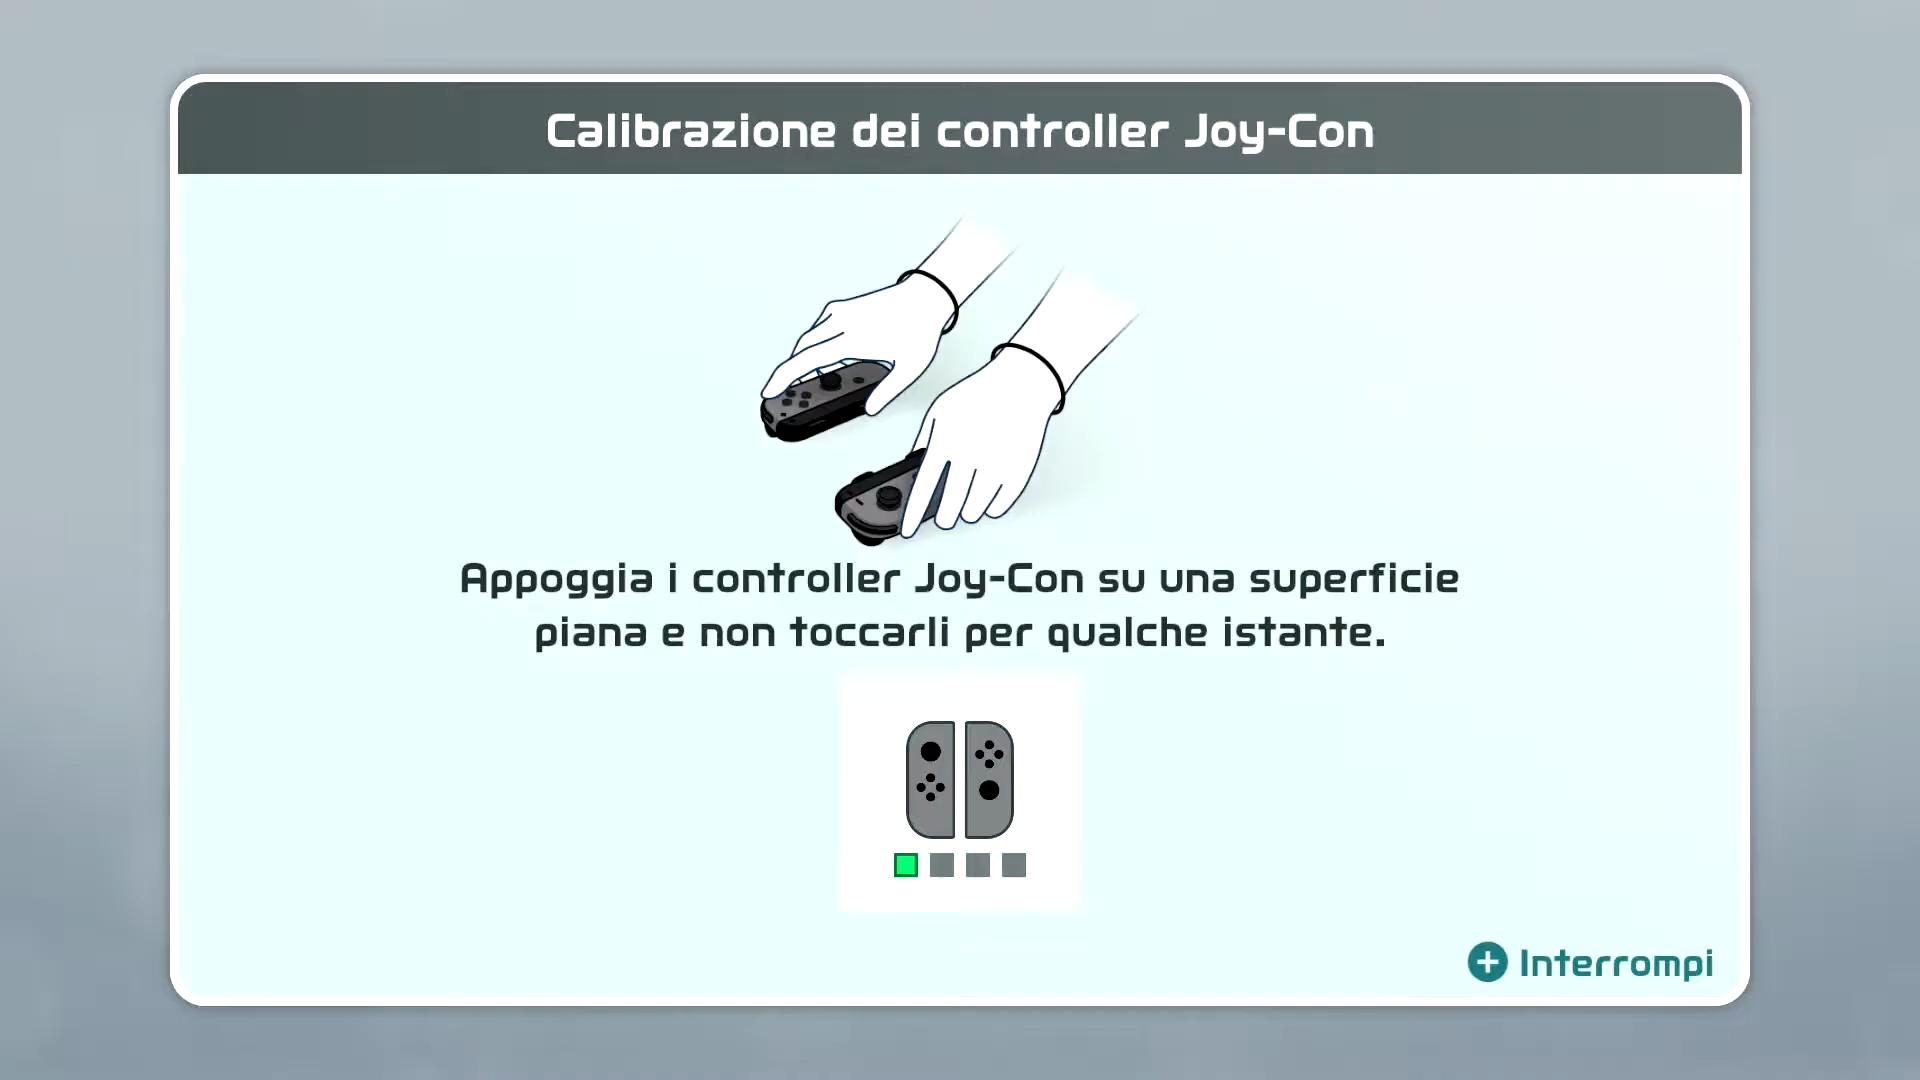 Calibrazione dei controller Joy-Con
Appoggia i controller Joy-Con su una superficie
piana e non toccarli per qualche istante.
Interrompi